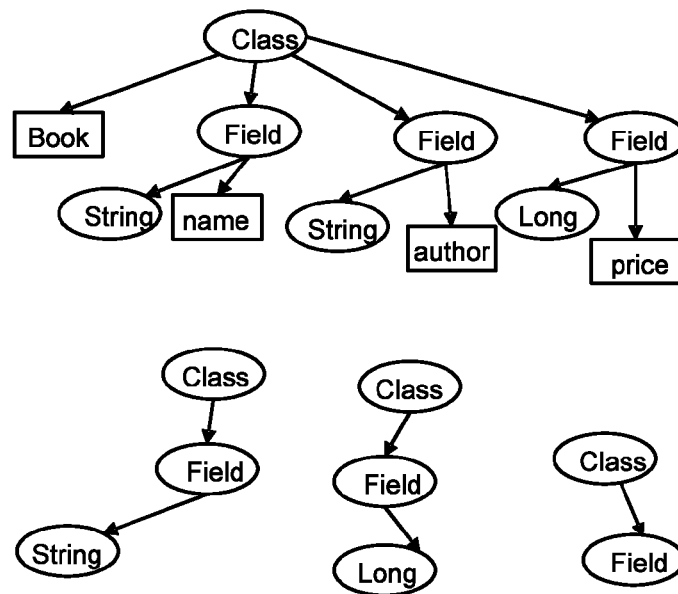 Class
Book
Field
Field
Field
String
name
String
author
Long
price
Class
Field
String
Class
Field
Long
Class
Field